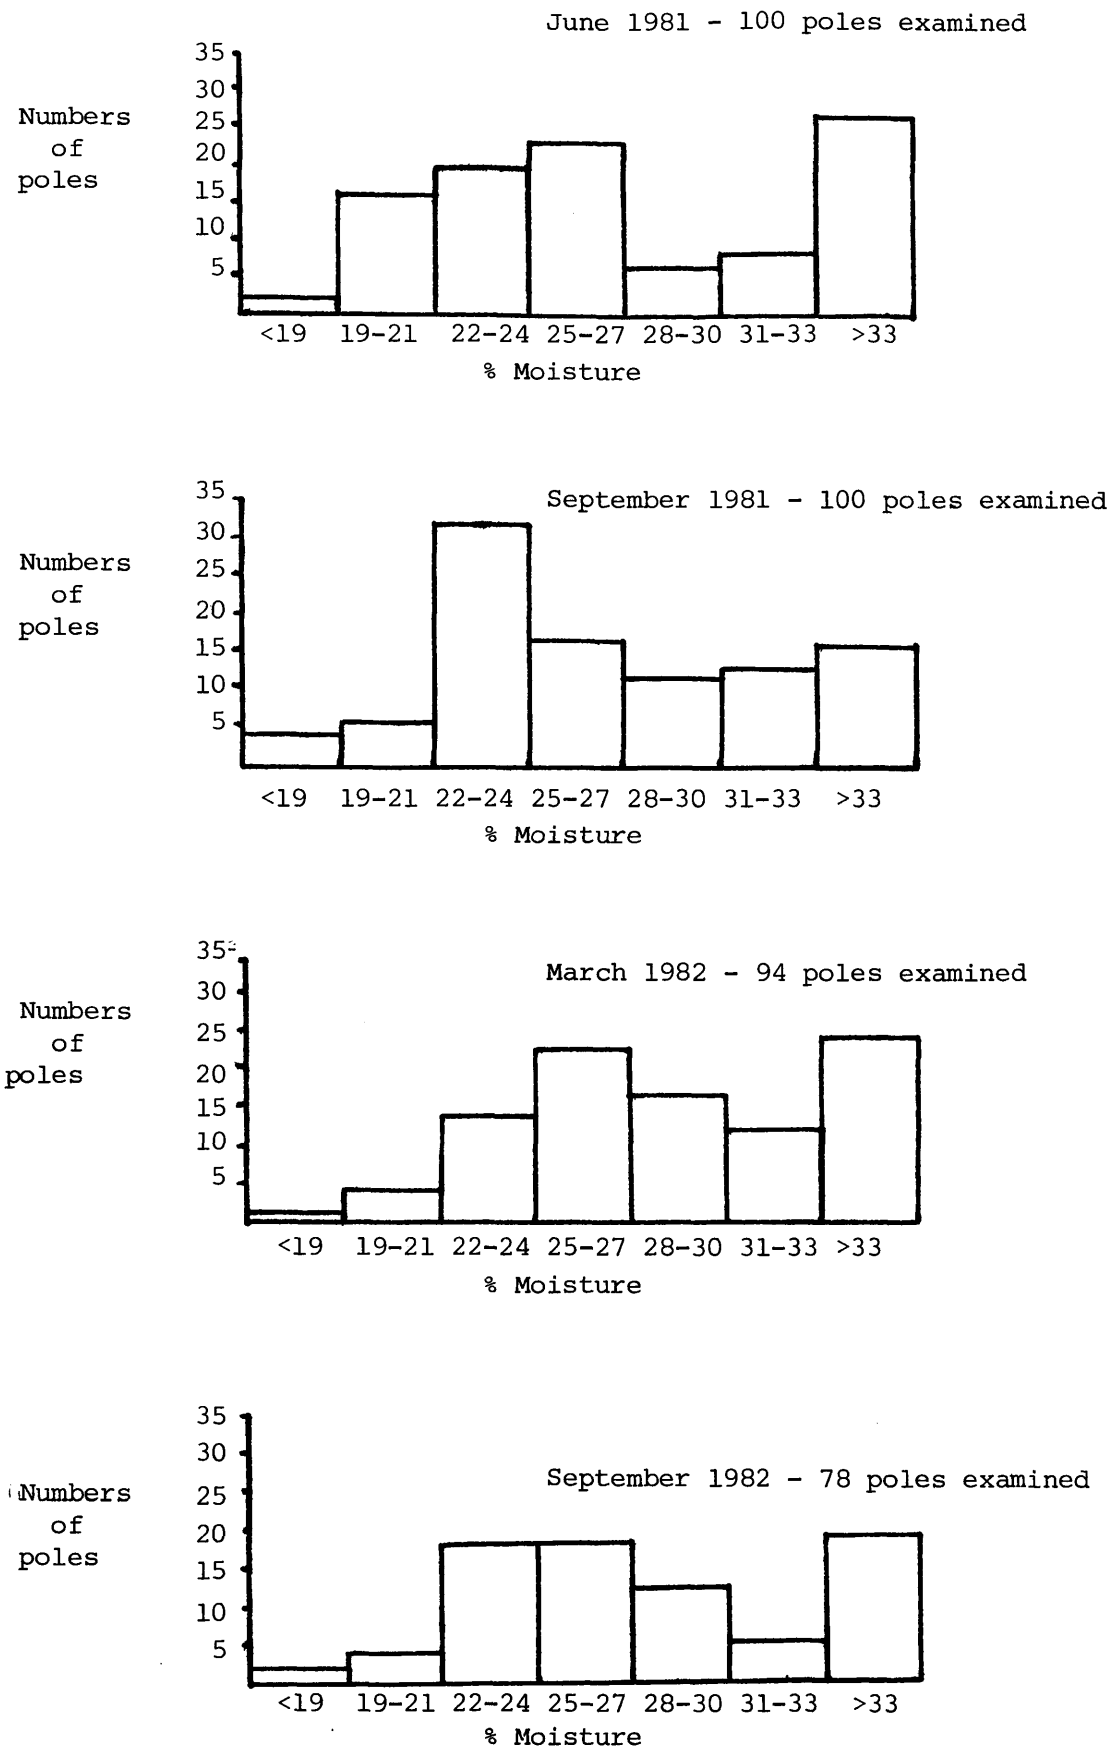 June 1981 - 100 poles examined
Numbers
of
poles
35
30
25
20
15
10
5
<19 19-21 22-24 25-27 28-30 31-33 >33
% Moisture
September 1981 - 100 poles examined
Numbers
of
poles
35
30
25
20
15
10
5
<19 19-21 22-24 25-27 28-30 31-33 >33
% Moisture
March 1982 - 94 poles examined
Numbers
of
poles
35
30
25
20
15
10
5
<19 19-21 22-24 25-27 28-30 31-33 >33
% Moisture
September 1982 - 78 poles examined
Numbers
of
poles
35
30
25
20
15
10
5
<19 19-21 22-24 25-27 28-30 31-33 >33
% Moisture